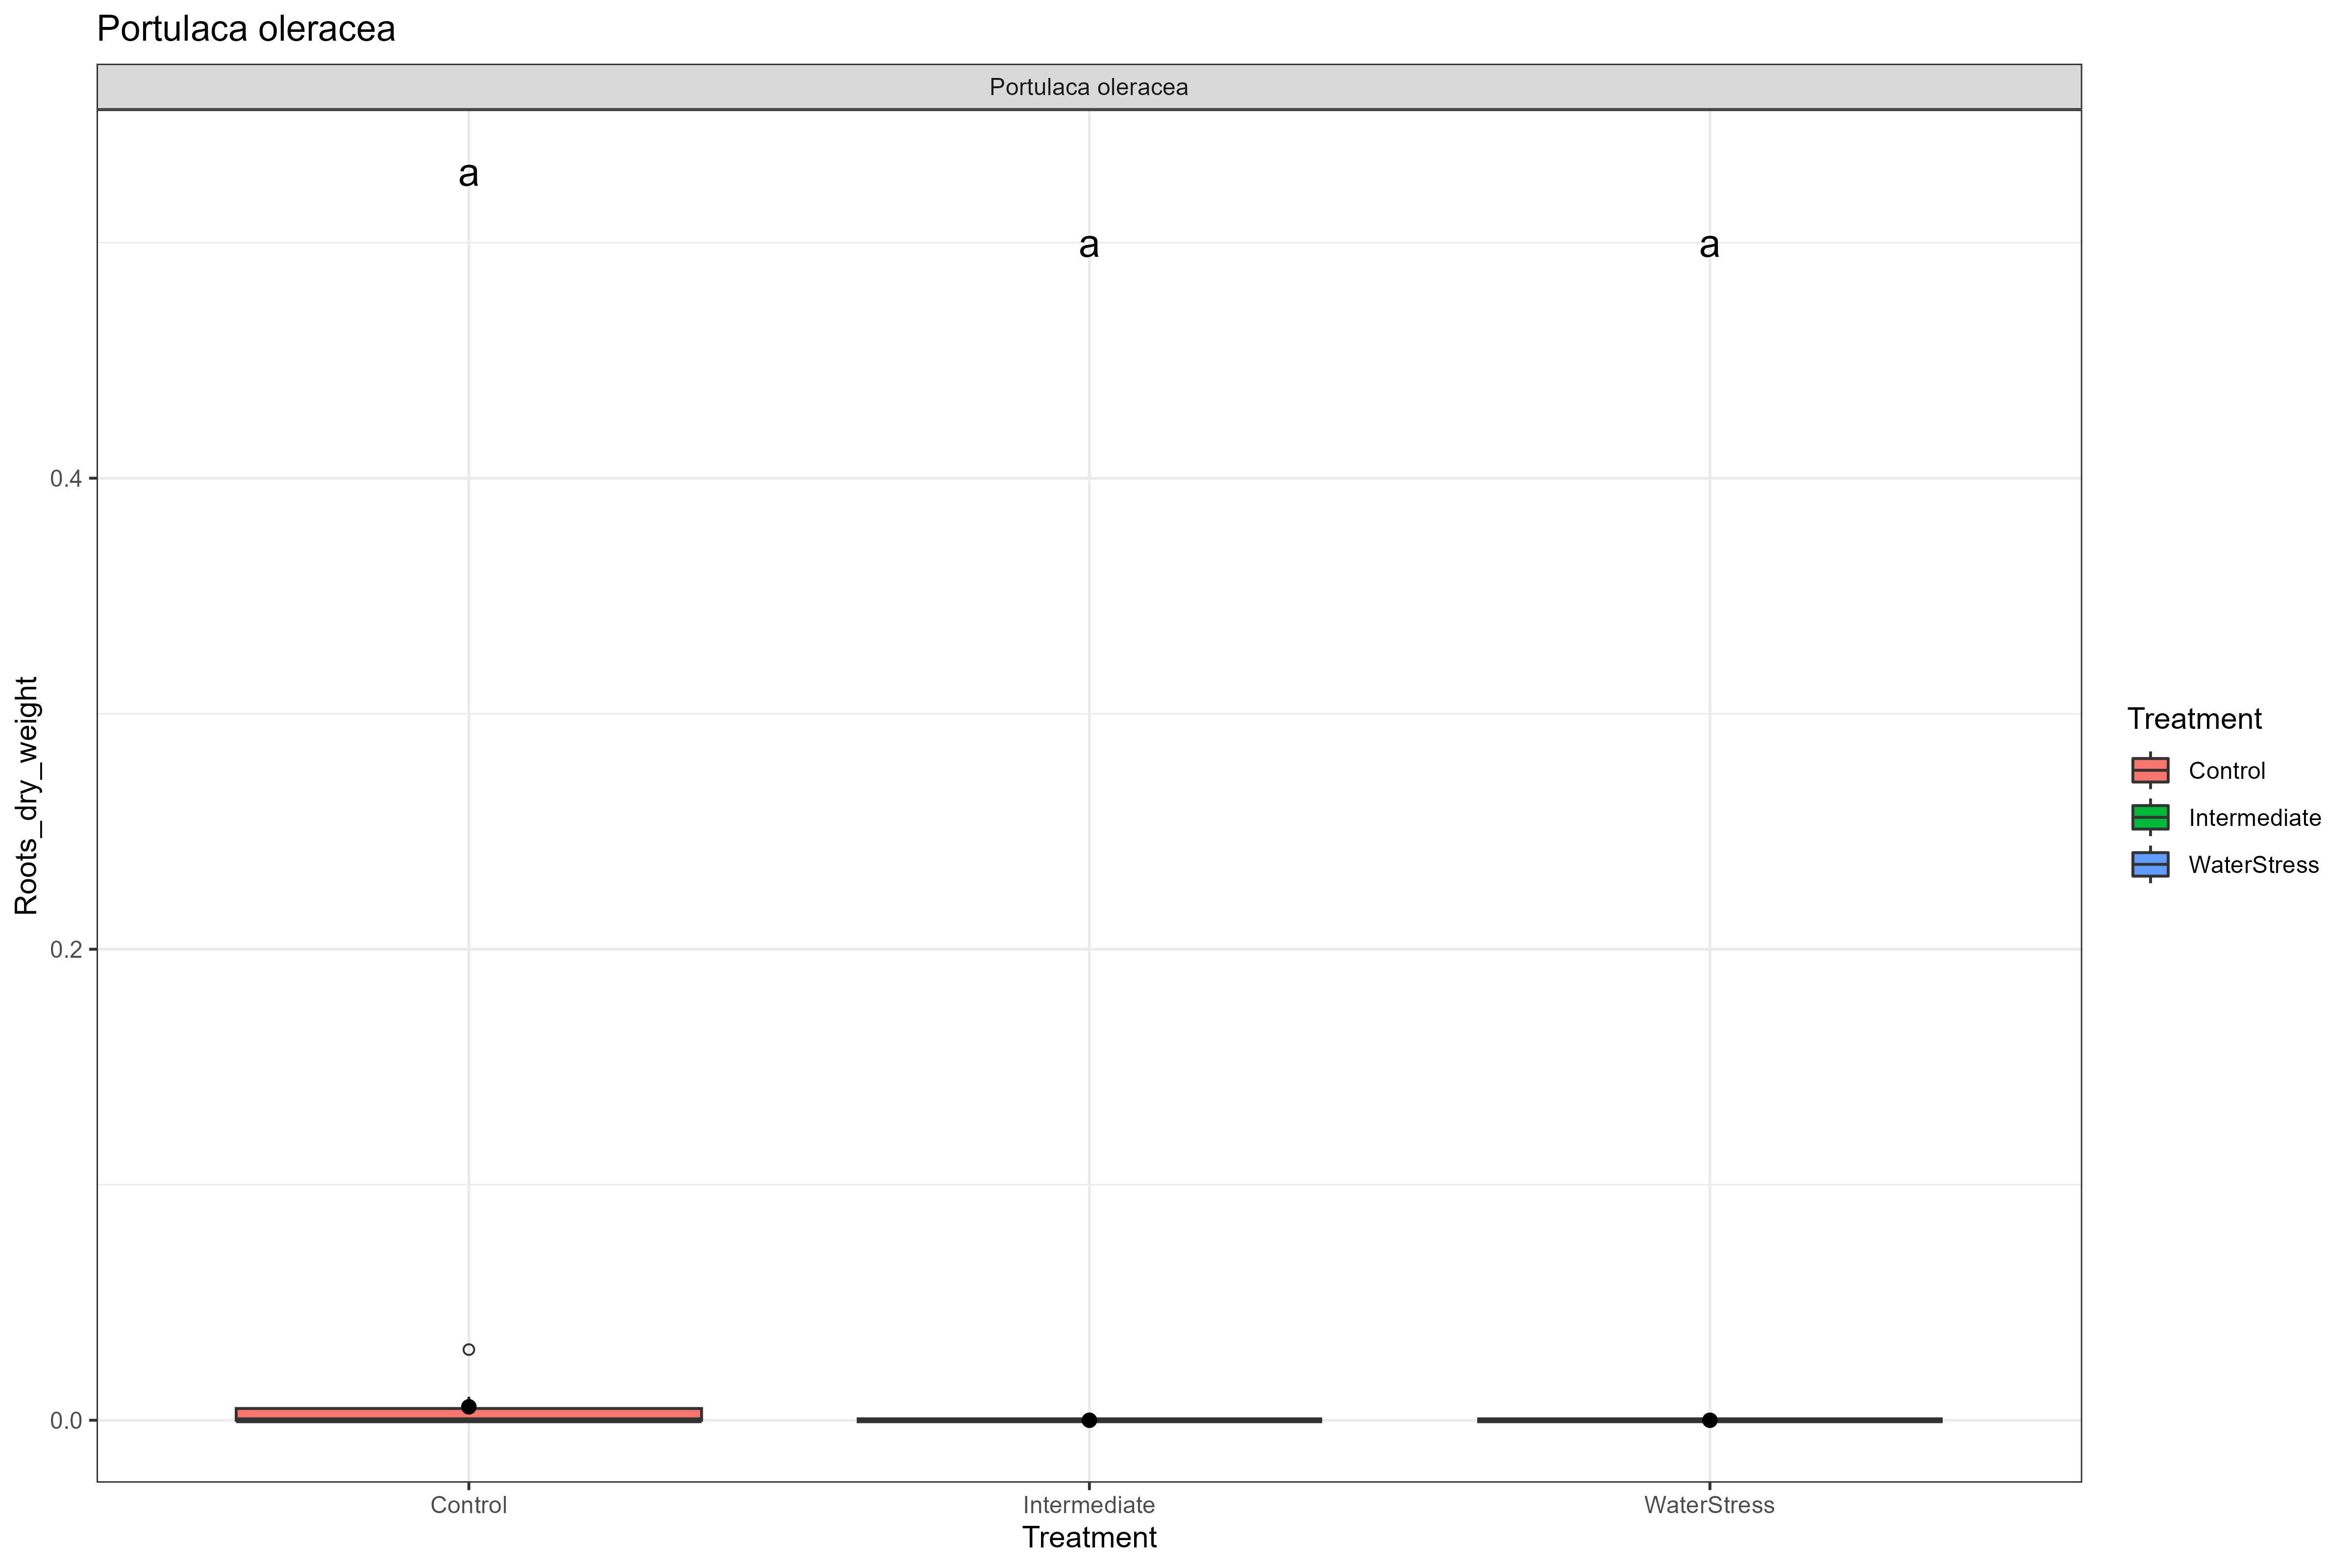 Portulaca oleracea
Portulaca oleracea
a
a
a
0.4
0.2
0.0
Roots_dry_weight
Control
Intermediate
WaterStress
Treatment
Treatment
Control
Intermediate
WaterStress